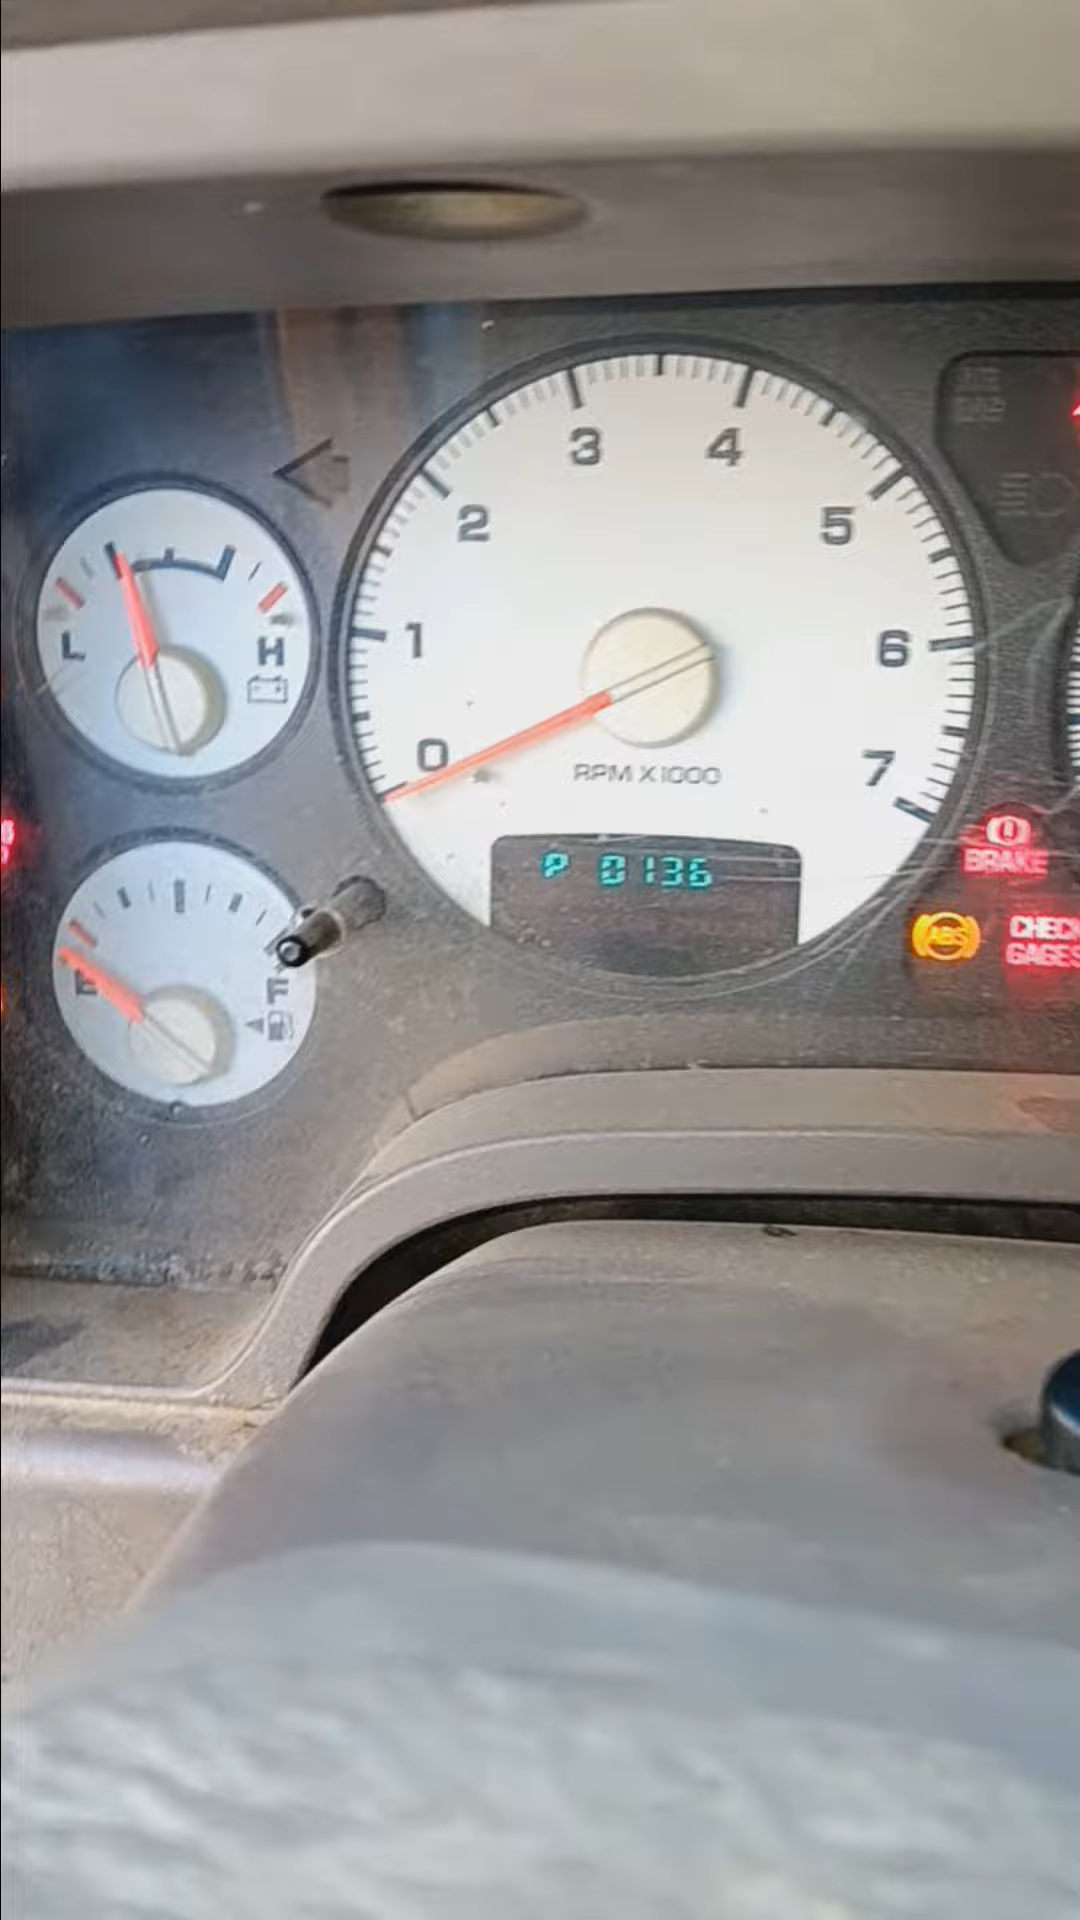 3 4
2 5
1 6
0 7
L H
RPM X1000
P 0136
BRAKE
ABS
CHECK
GAGES
E F